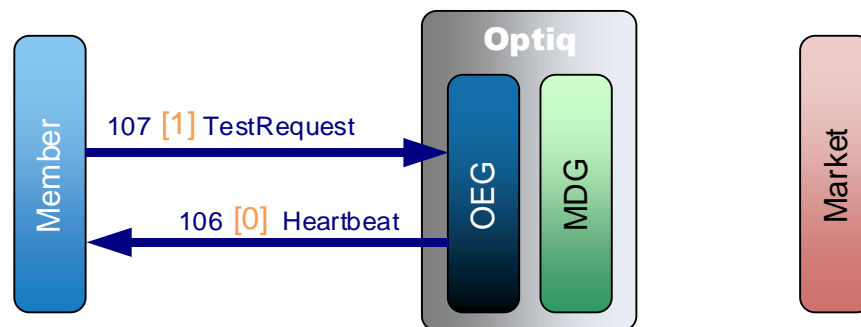 Optiq
107 [1] TestRequest
106 [0] Heartbeat
Member
OEG
MDG
Market